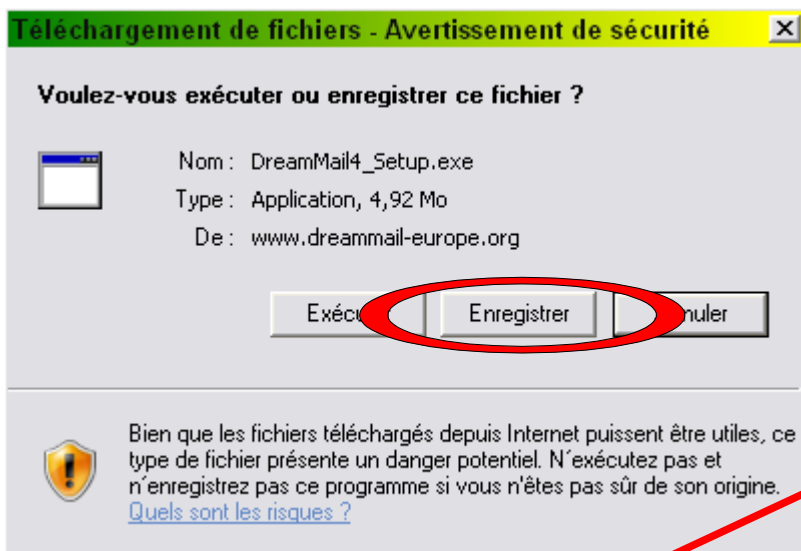 Téléchargement de fichiers - Avertissement de sécurité
Voulez-vous exécuter ou enregistrer ce fichier ?
Nom : DreamMail4_Setup.exe
Type : Application, 4,92 Mo
De : www.dreammail-europe.org
Enregistrer
Bien que les fichiers téléchargés depuis Internet puissent être utiles, ce
type de fichier présente un danger potentiel. N´exécutez pas et
n´enregistrez pas ce programme si vous n'êtes pas sûr de son origine.
Quels sont les risques ?